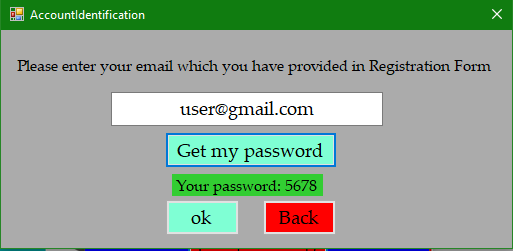 AccountIdentification
Please enter your email which you have provided in Registration Form
user@gmail.com
Get my password
Your password: 5678
ok Back